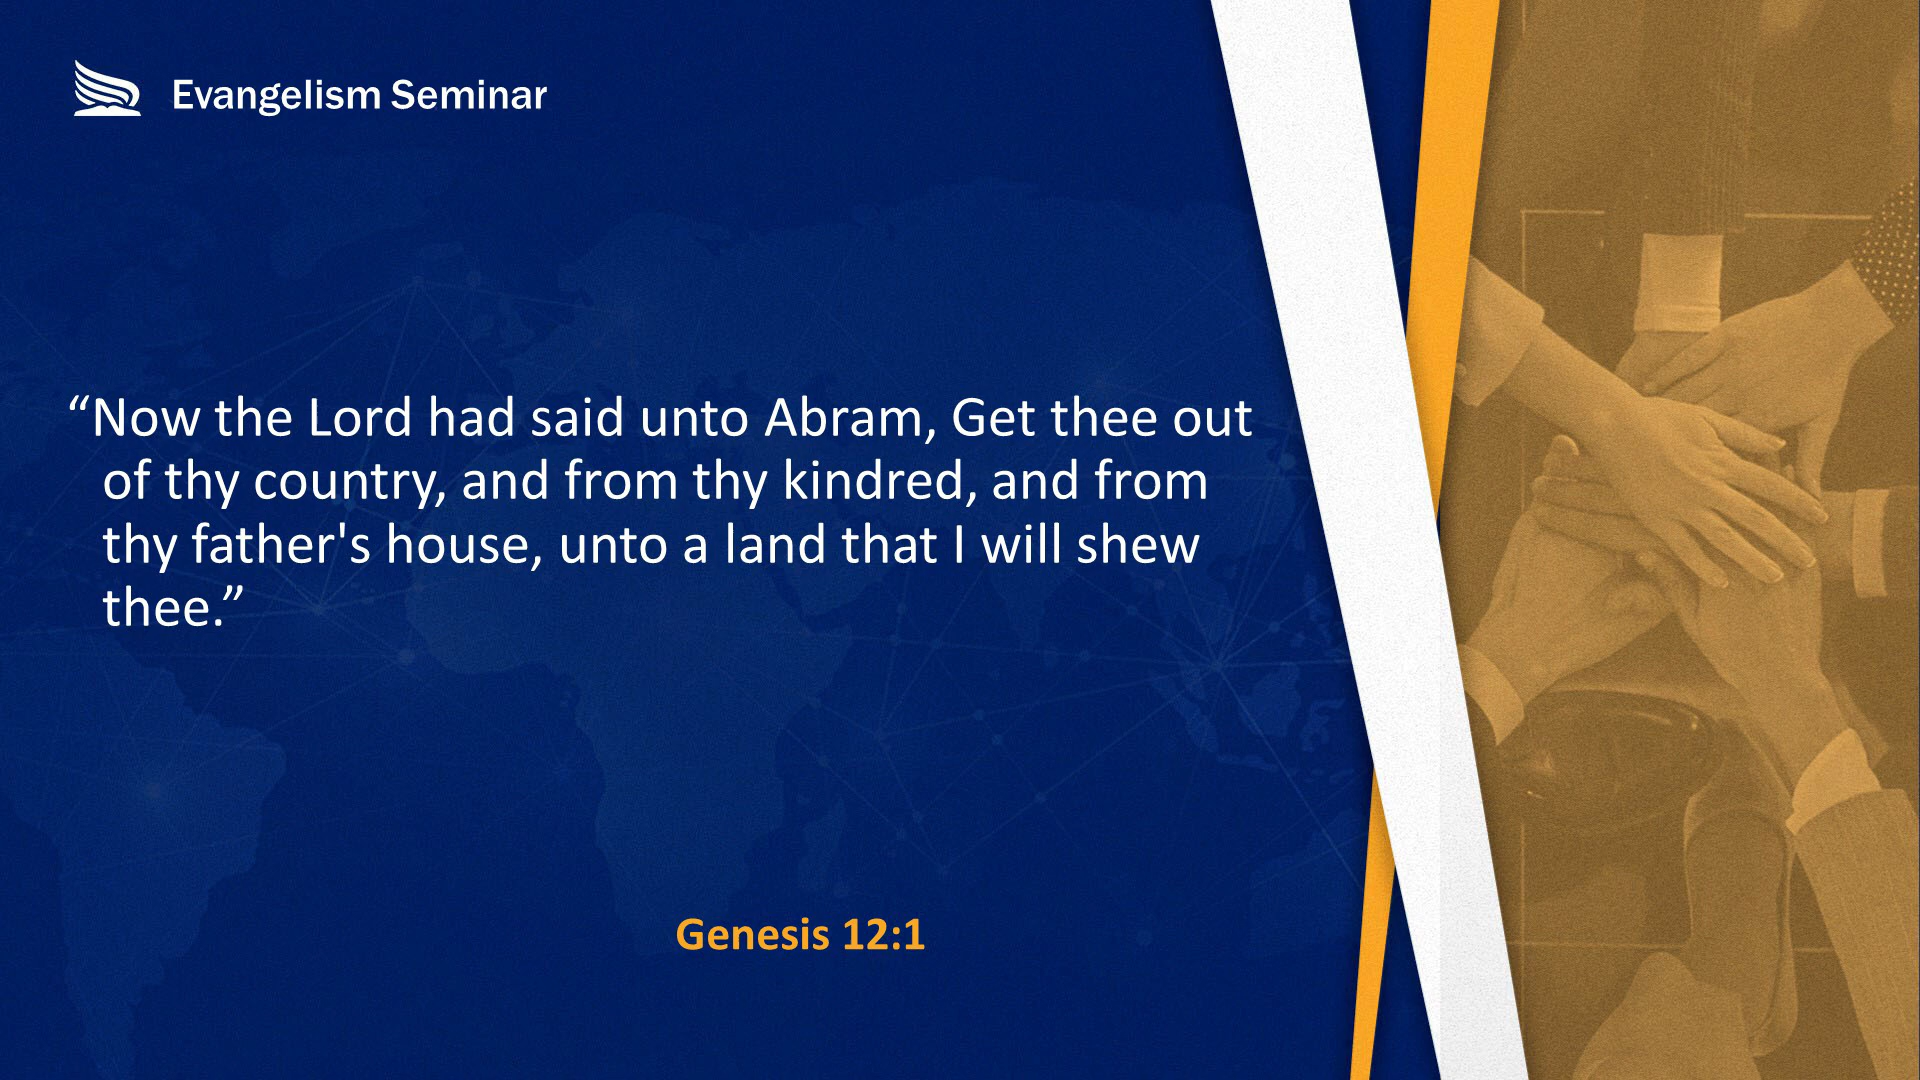 Evangelism Seminar
“Now the Lord had said unto Abram, Get thee out
of thy country, and from thy kindred, and from
thy father's house, unto a land that I will shew
thee.”
Genesis 12:1